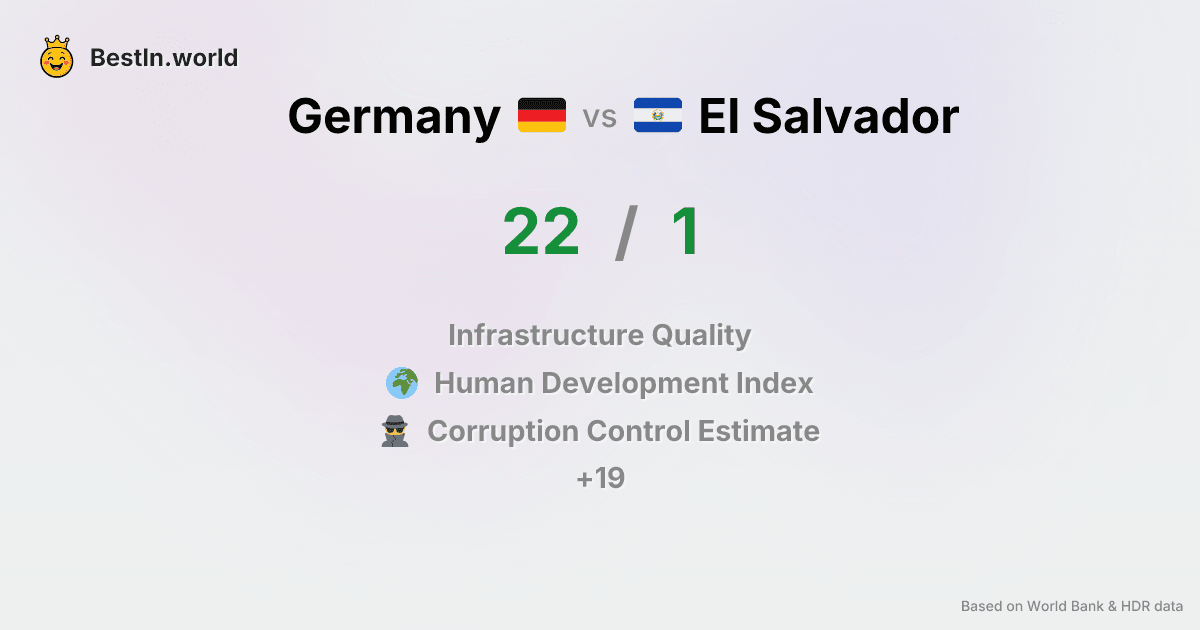 BestIn.world
Germany vs El Salvador
22 / 1
Infrastructure Quality
Human Development Index
Corruption Control Estimate
+19
Based on World Bank & HDR data